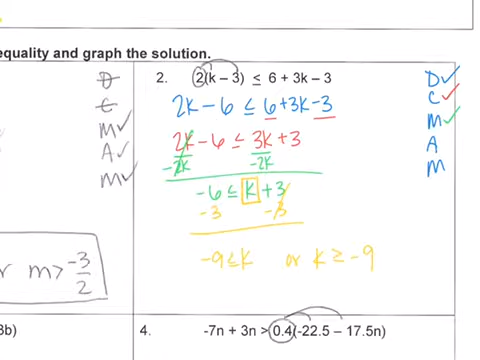 equality and graph the solution.
D
C
M ✓
A ✓
M ✓
or m > -3/2
2. 2(k – 3) ≤ 6 + 3k – 3
2k - 6 ≤ 6 + 3k - 3
2k - 6 ≤ 3k + 3
-2k -2k
-6 ≤ k + 3
-3 -3
-9 ≤ k or k ≥ -9
D ✓
C ✓
M ✓
A
M
3b)
4. -7n + 3n > 0.4(-22.5 – 17.5n)